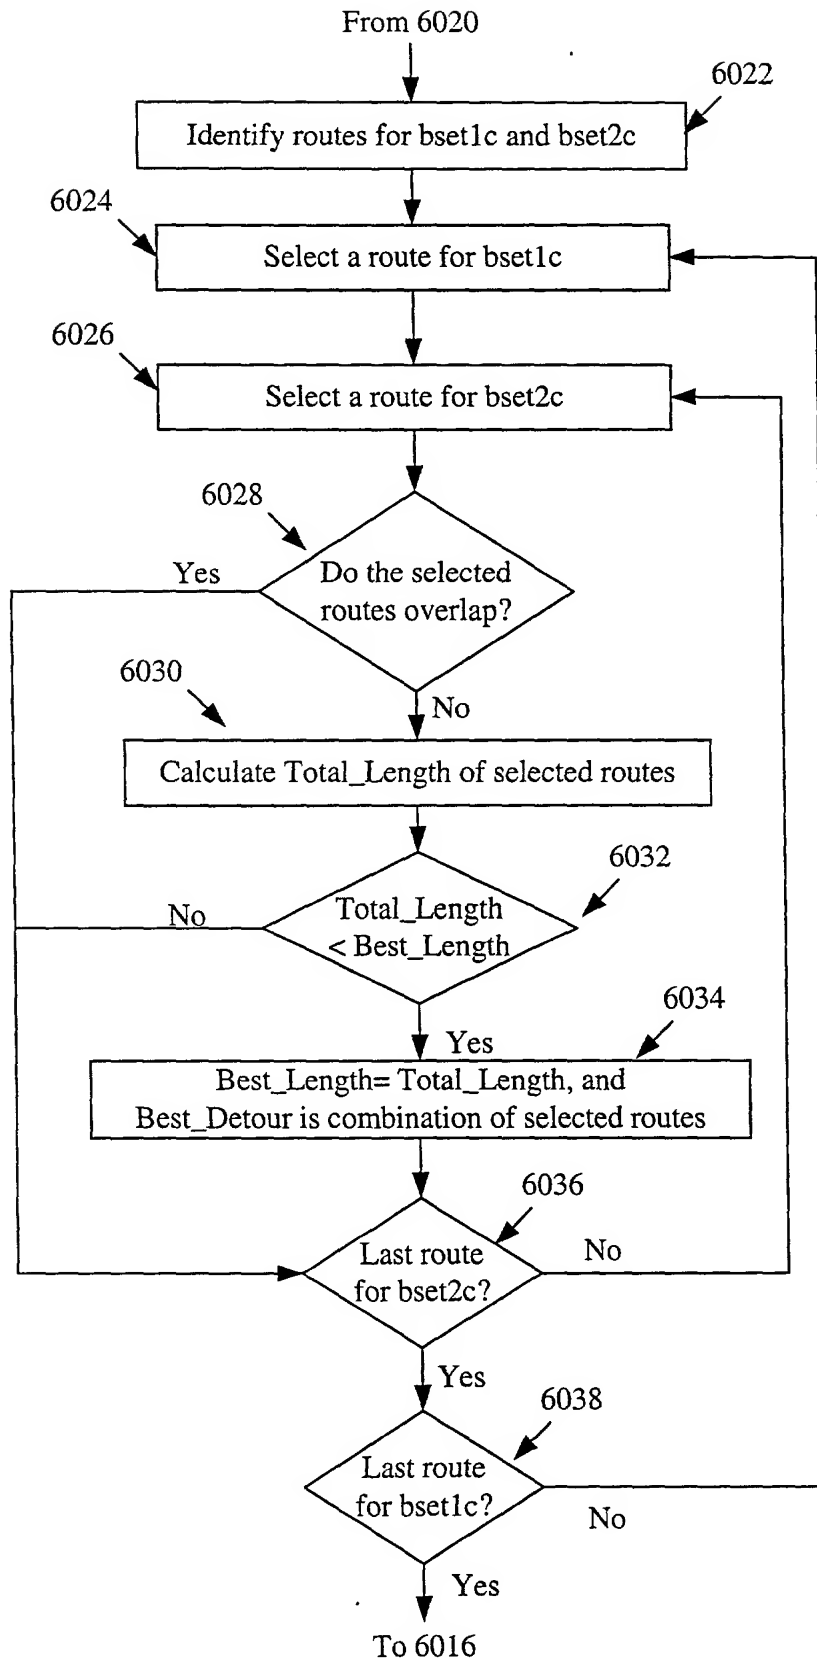 From 6020
6022
Identify routes for bset1c and bset2c
6024
Select a route for bset1c
6026
Select a route for bset2c
6028
Yes
Do the selected
routes overlap?
6030
No
Calculate Total_Length of selected routes
6032
No
Total_Length
< Best_Length
6034
Yes
Best_Length= Total_Length, and
Best_Detour is combination of selected routes
6036
Last route
for bset2c?
No
Yes
6038
Last route
for bset1c?
No
Yes
To 6016